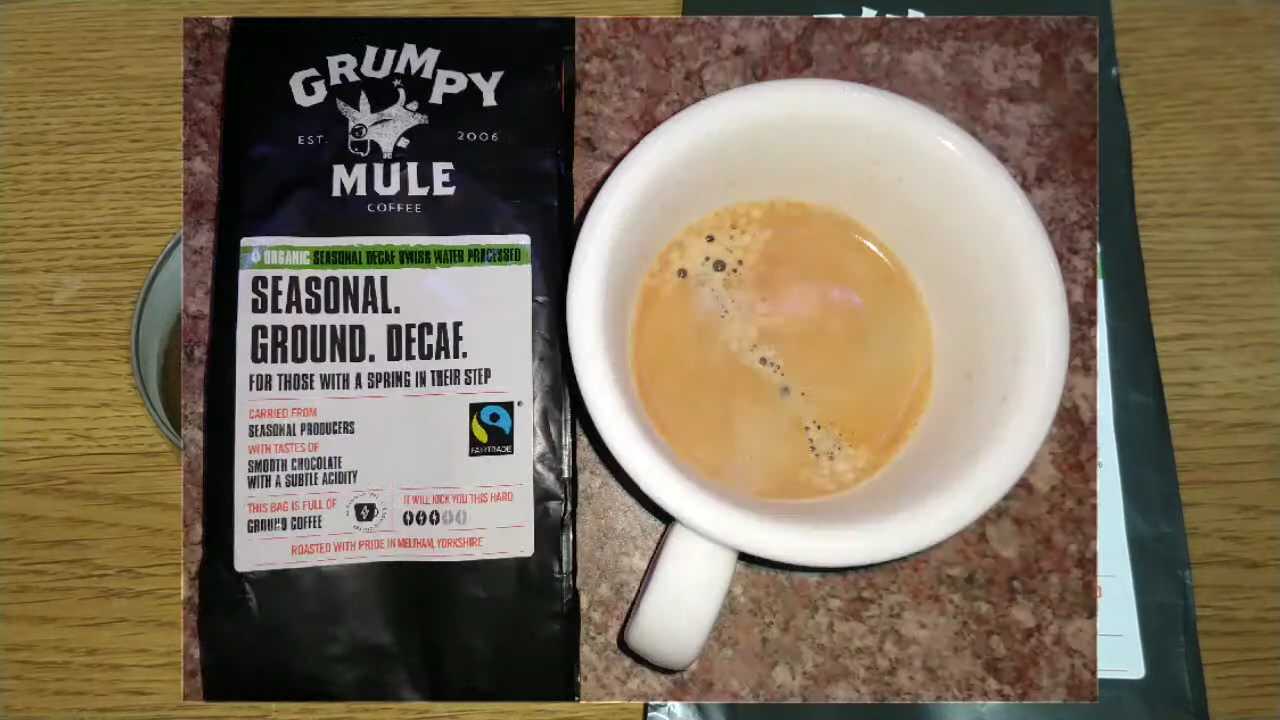 GRUMPY
EST. 2006
MULE
COFFEE
ORGANIC SEASONAL DECAF SWISS WATER PROCESSED
SEASONAL.
GROUND. DECAF.
FOR THOSE WITH A SPRING IN THEIR STEP
CARRIED FROM
SEASONAL PRODUCERS
WITH TASTES OF
SMOOTH CHOCOLATE
WITH A SUBTLE ACIDITY
FAIRTRADE
®
THIS BAG IS FULL OF
GROUND COFFEE
IT WILL KICK YOU THIS HARD
ROASTED WITH PRIDE IN MELTHAM, YORKSHIRE